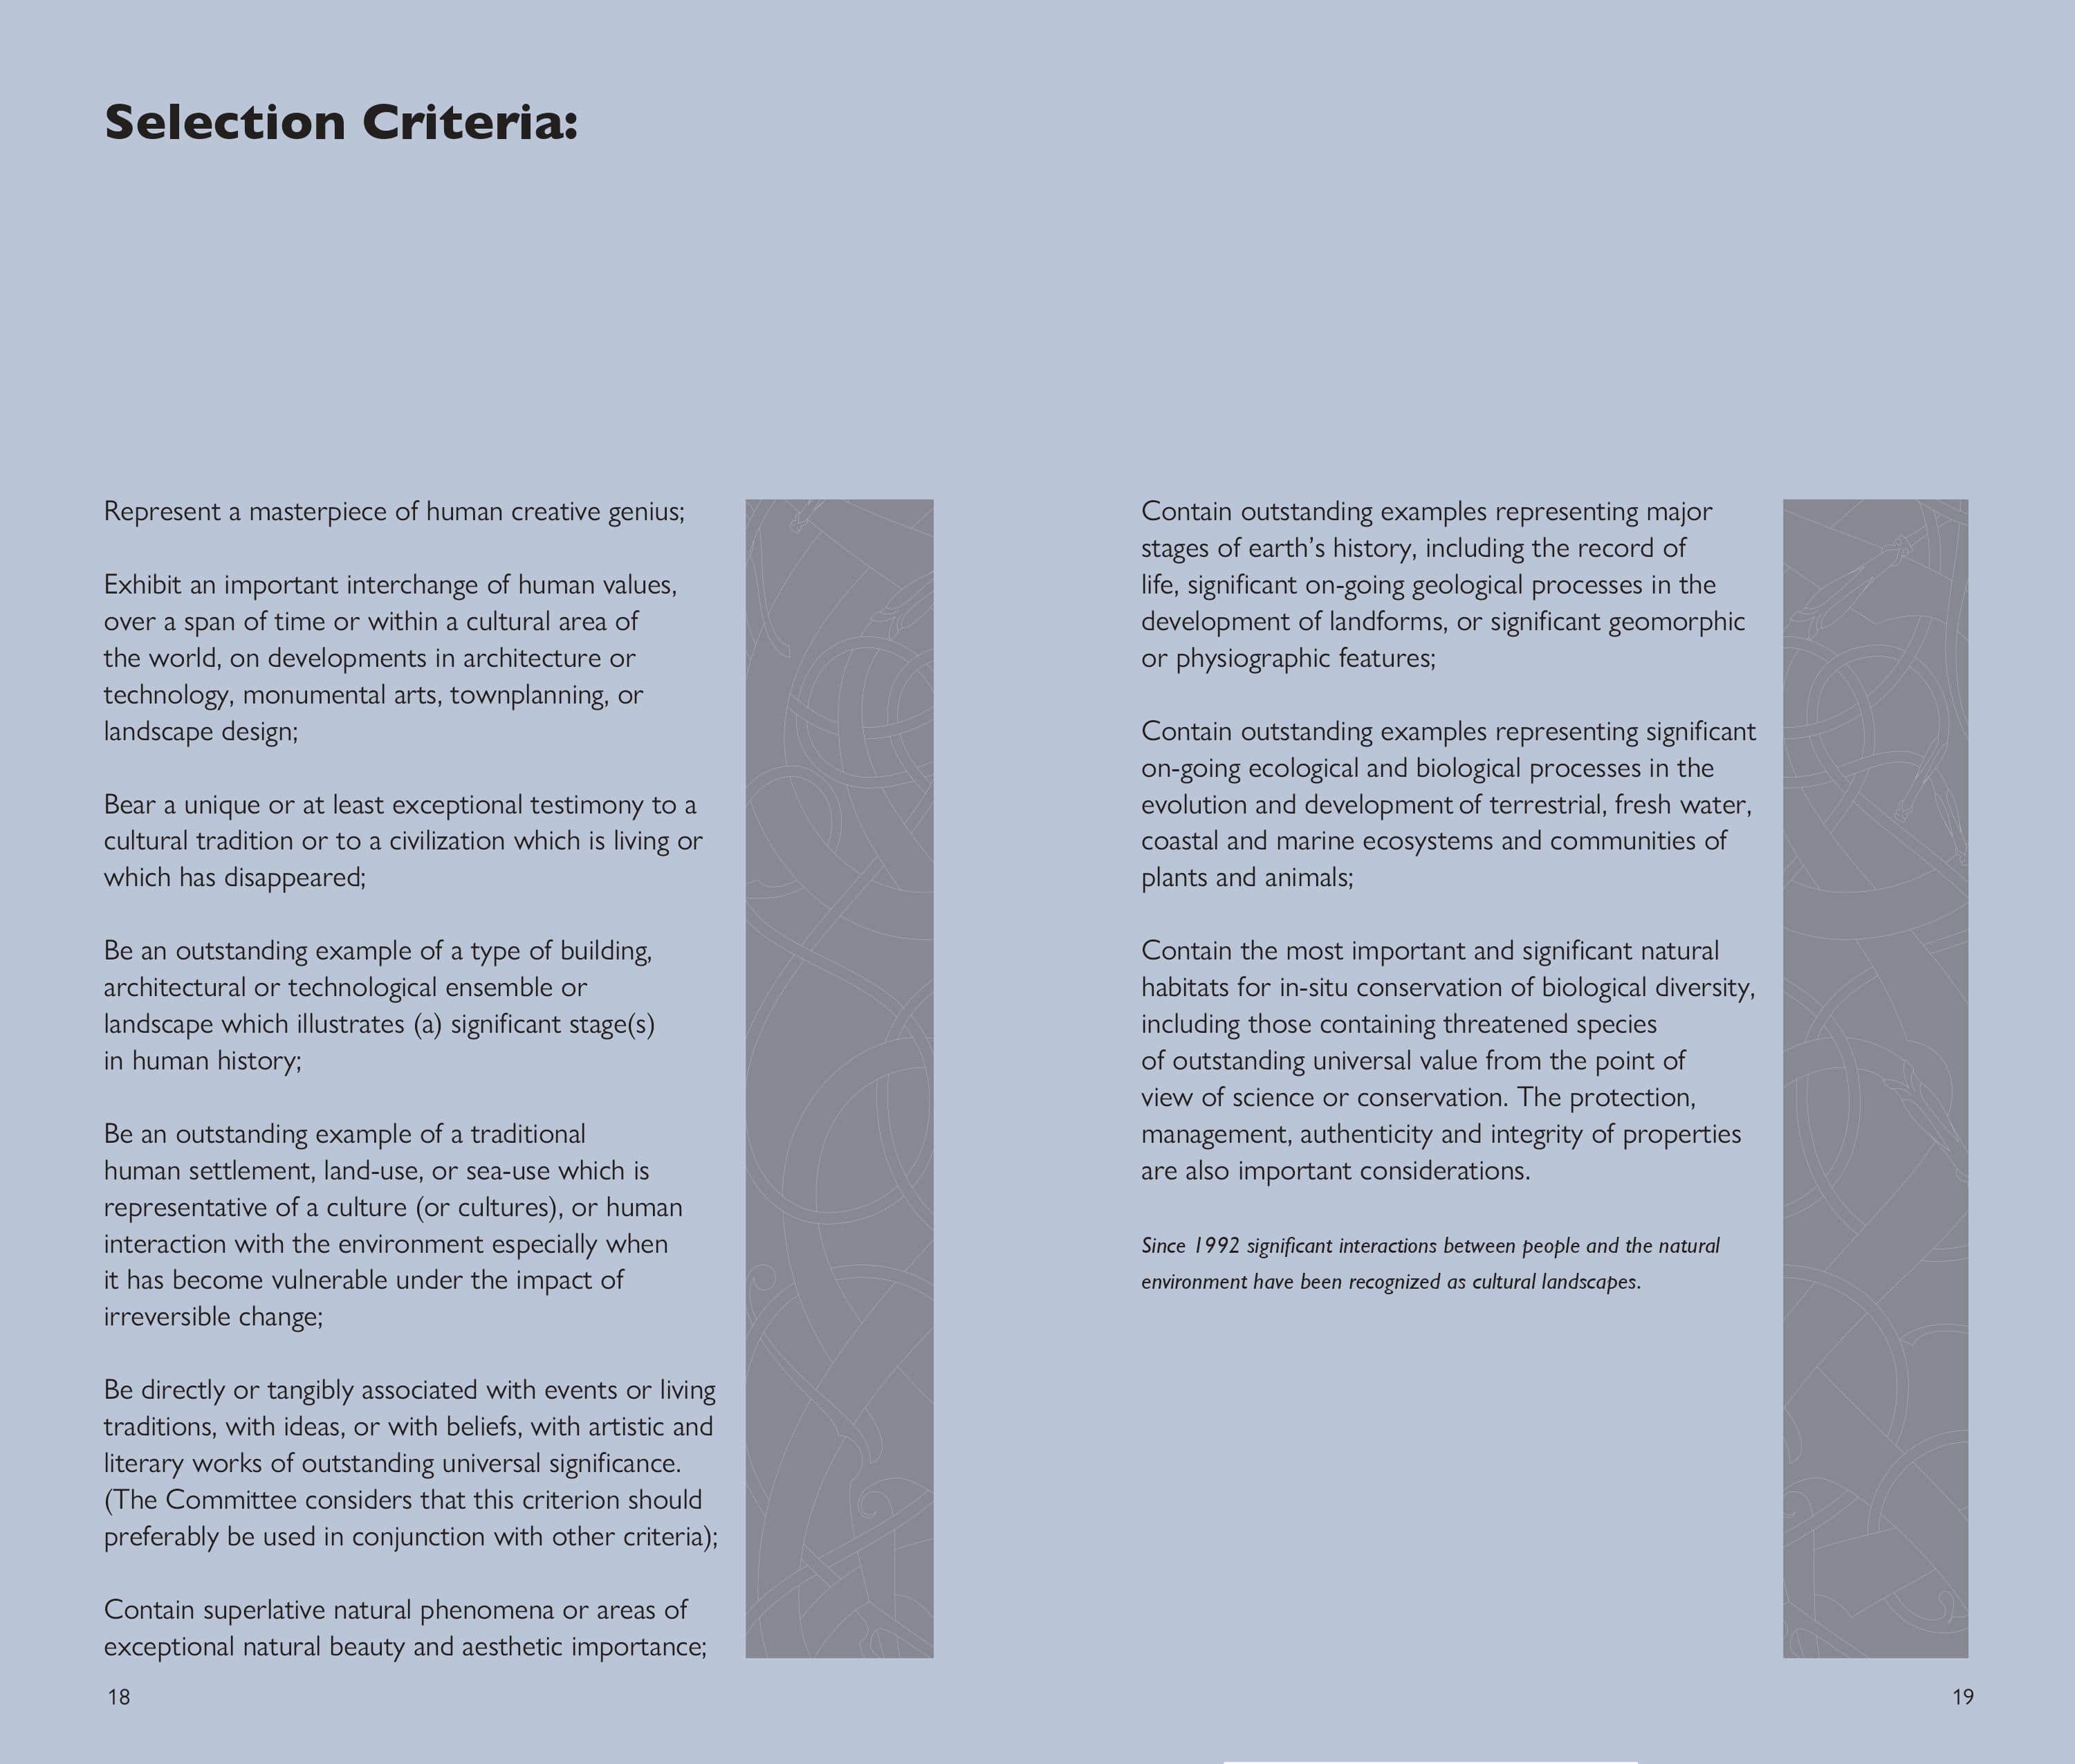 Selection Criteria:
Represent a masterpiece of human creative genius;
Exhibit an important interchange of human values,
over a span of time or within a cultural area of
the world, on developments in architecture or
technology, monumental arts, townplanning, or
landscape design;
Bear a unique or at least exceptional testimony to a
cultural tradition or to a civilization which is living or
which has disappeared;
Be an outstanding example of a type of building,
architectural or technological ensemble or
landscape which illustrates (a) significant stage(s)
in human history;
Be an outstanding example of a traditional
human settlement, land-use, or sea-use which is
representative of a culture (or cultures), or human
interaction with the environment especially when
it has become vulnerable under the impact of
irreversible change;
Be directly or tangibly associated with events or living
traditions, with ideas, or with beliefs, with artistic and
literary works of outstanding universal significance.
(The Committee considers that this criterion should
preferably be used in conjunction with other criteria);
Contain superlative natural phenomena or areas of
exceptional natural beauty and aesthetic importance;
18
Contain outstanding examples representing major
stages of earth’s history, including the record of
life, significant on-going geological processes in the
development of landforms, or significant geomorphic
or physiographic features;
Contain outstanding examples representing significant
on-going ecological and biological processes in the
evolution and development of terrestrial, fresh water,
coastal and marine ecosystems and communities of
plants and animals;
Contain the most important and significant natural
habitats for in-situ conservation of biological diversity,
including those containing threatened species
of outstanding universal value from the point of
view of science or conservation. The protection,
management, authenticity and integrity of properties
are also important considerations.
Since 1992 significant interactions between people and the natural
environment have been recognized as cultural landscapes.
19